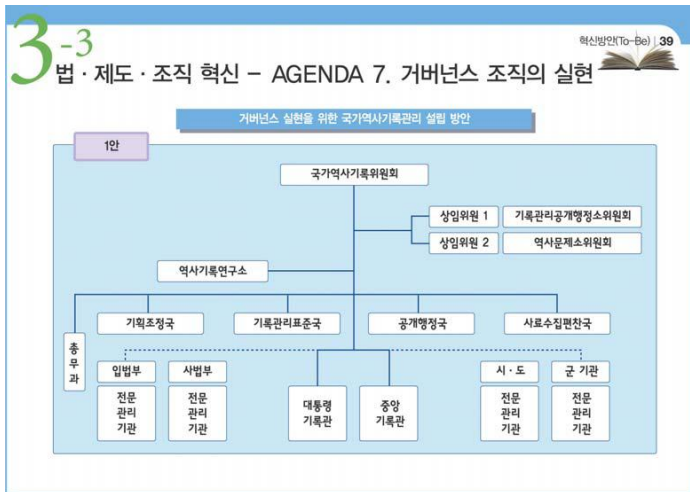 3-3
혁신방안(To-Be) | 39
법·제도·조직 혁신 - AGENDA 7. 거버넌스 조직의 실현
거버넌스 실현을 위한 국가역사기록관리 설립 방안
1안
국가역사기록위원회
상임위원 1 기록관리공개행정소위원회
상임위원 2 역사문제소위원회
역사기록연구소
기획조정국 기록관리표준국 공개행정국 사료수집편찬국
총
무
과
입법부 사법부 시·도 군 기관
전문
관리
기관
전문
관리
기관
대통령
기록관
중앙
기록관
전문
관리
기관
전문
관리
기관